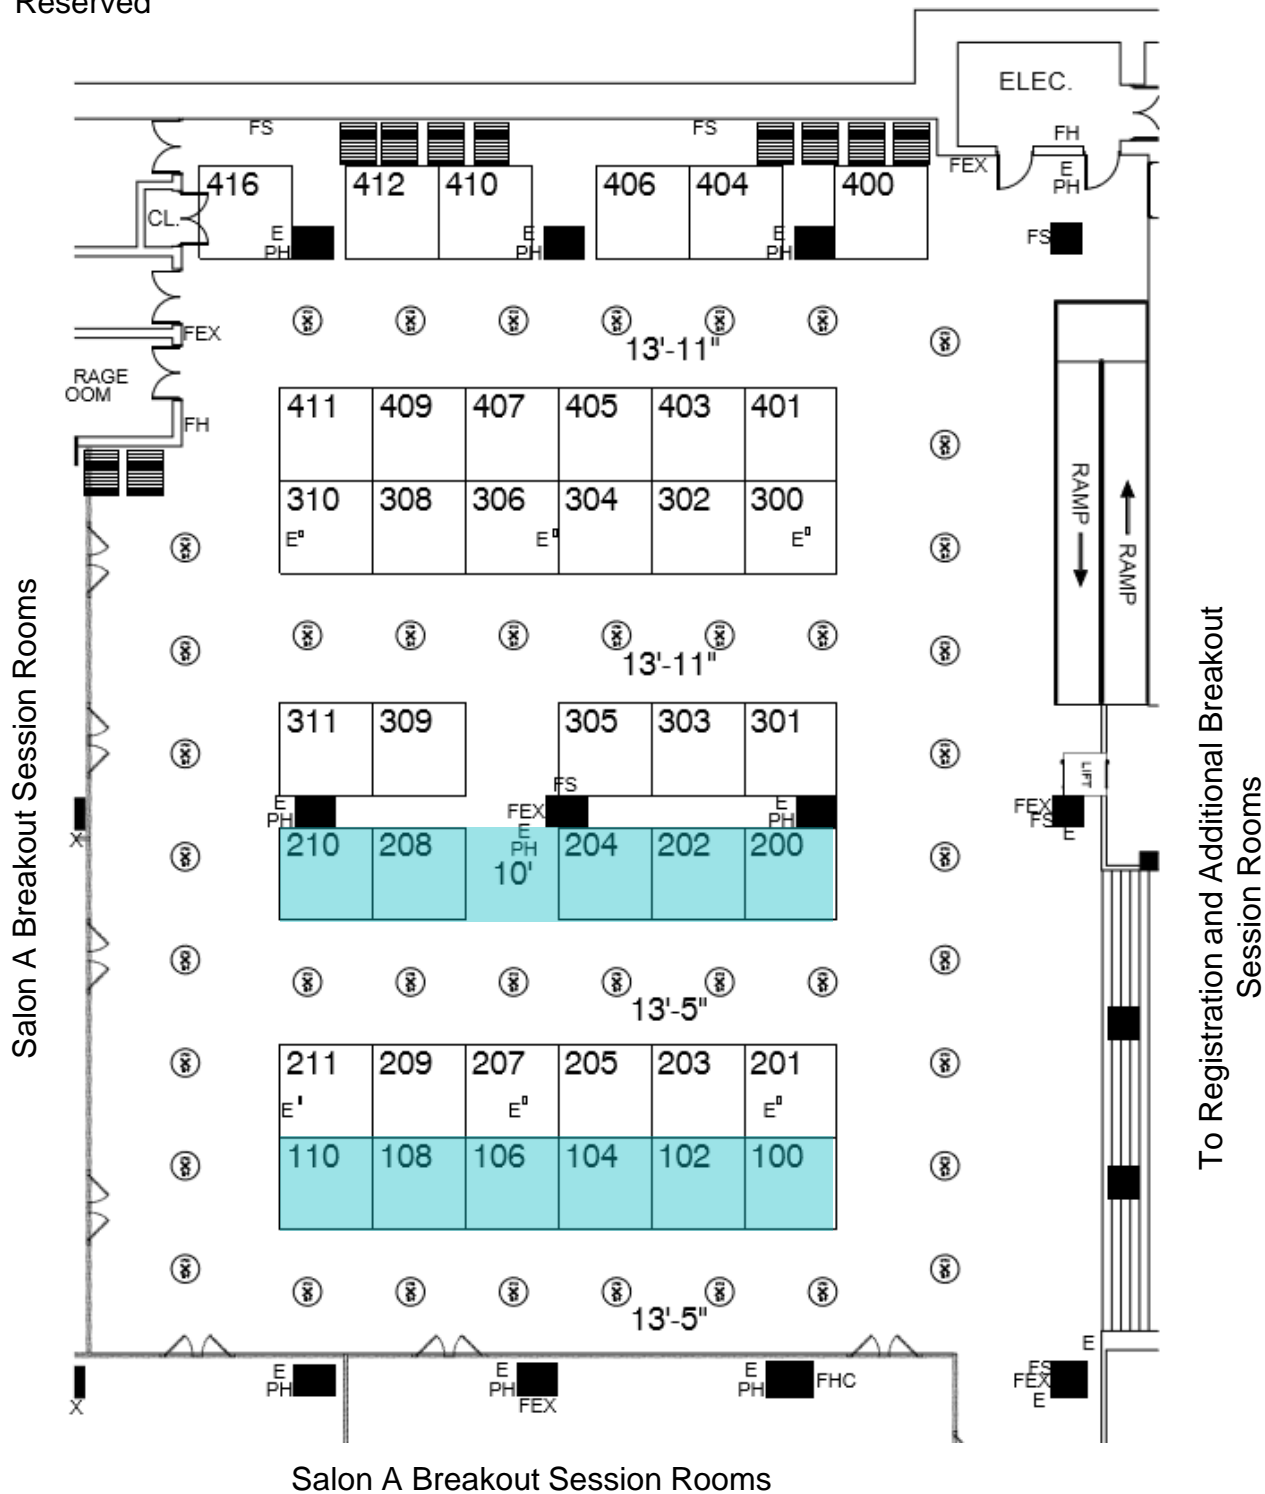 Reserved
ELEC.
FS
FS
FH
FEX
E
PH
416
412
410
406
404
400
CL.
E
PH
E
PH
E
PH
FS
FEX
13'-11"
RAGE
OOM
FH
411
409
407
405
403
401
310
308
306
304
302
300
E
E
E
RAMP
RAMP
13'-11"
311
309
305
303
301
LIFT
FS
E
PH
FEX
E
PH
E
PH
FEX
FS
E
X
210
208
10'
204
202
200
13'-5"
211
209
207
205
203
201
E
E
E
110
108
106
104
102
100
13'-5"
E
E
PH
E
PH
FEX
E
PH
FHC
FS
FEX
E
X
Salon A Breakout Session Rooms
To Registration and Additional Breakout
Session Rooms
Salon A Breakout Session Rooms